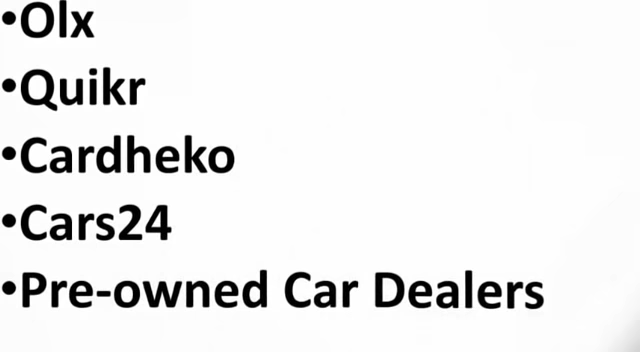 •Olx
•Quikr
•Cardheko
•Cars24
•Pre-owned Car Dealers